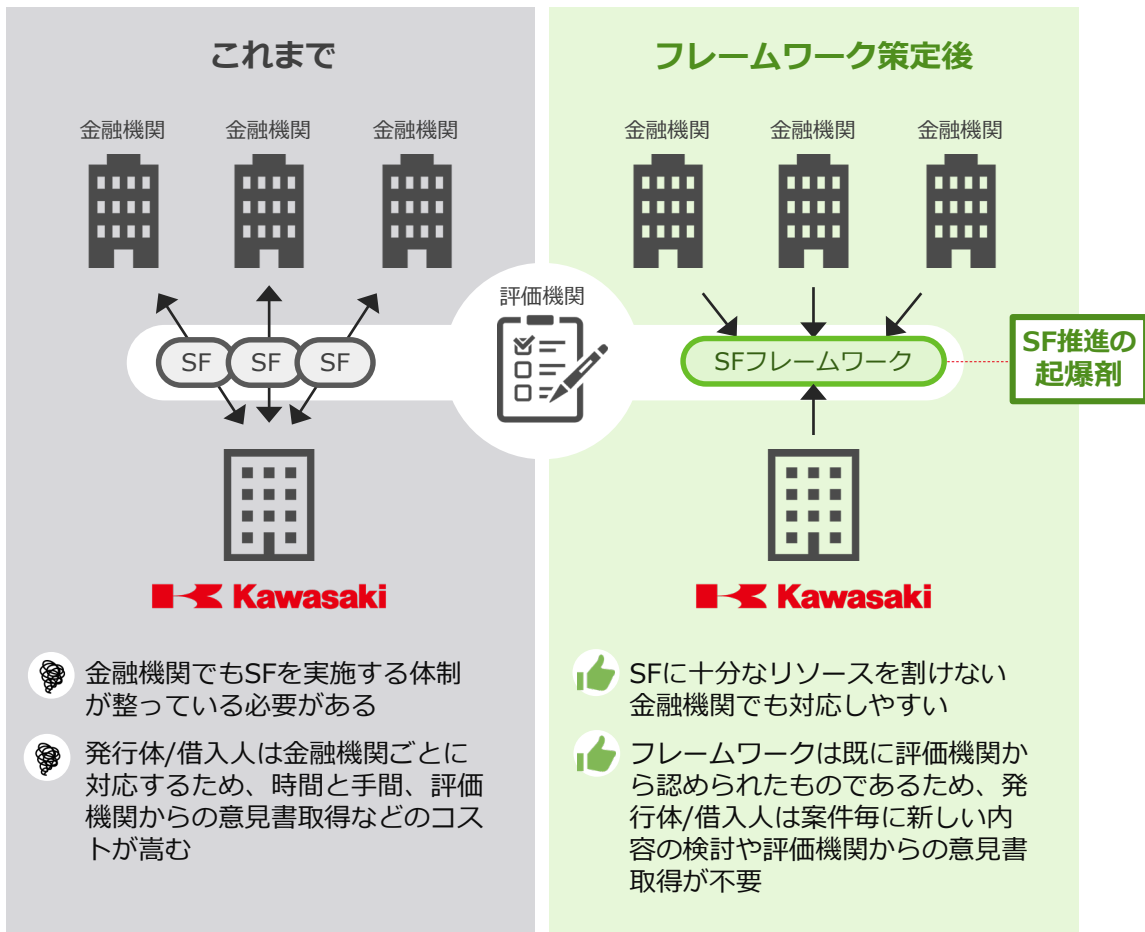 これまで
金融機関
金融機関
金融機関
SF
SF
SF
Kawasaki
金融機関でもSFを実施する体制
が整っている必要がある
発行体/借入人は金融機関ごとに
対応するため、時間と手間、評価
機関からの意見書取得などのコス
トが嵩む
評価機関
フレームワーク策定後
金融機関
金融機関
金融機関
SFフレームワーク
SF推進の
起爆剤
Kawasaki
SFに十分なリソースを割けない
金融機関でも対応しやすい
フレームワークは既に評価機関か
ら認められたものであるため、発
行体/借入人は案件毎に新しい内
容の検討や評価機関からの意見書
取得が不要